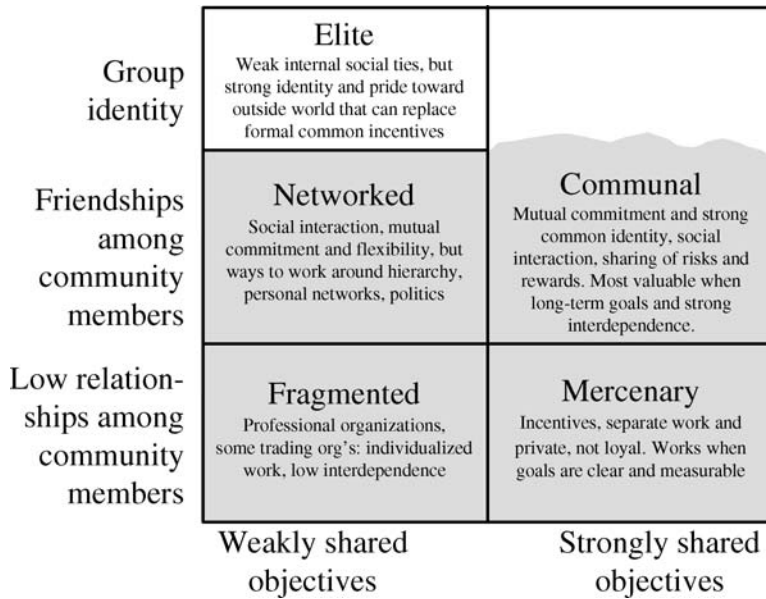 Group
identity
Elite
Weak internal social ties, but
strong identity and pride toward
outside world that can replace
formal common incentives
Friendships
among
community
members
Networked
Social interaction, mutual
commitment and flexibility, but
ways to work around hierarchy,
personal networks, politics
Communal
Mutual commitment and strong
common identity, social
interaction, sharing of risks and
rewards. Most valuable when
long-term goals and strong
interdependence.
Low relation-
ships among
community
members
Fragmented
Professional organizations,
some trading org's: individualized
work, low interdependence
Mercenary
Incentives, separate work and
private, not loyal. Works when
goals are clear and measurable
Weakly shared
objectives
Strongly shared
objectives